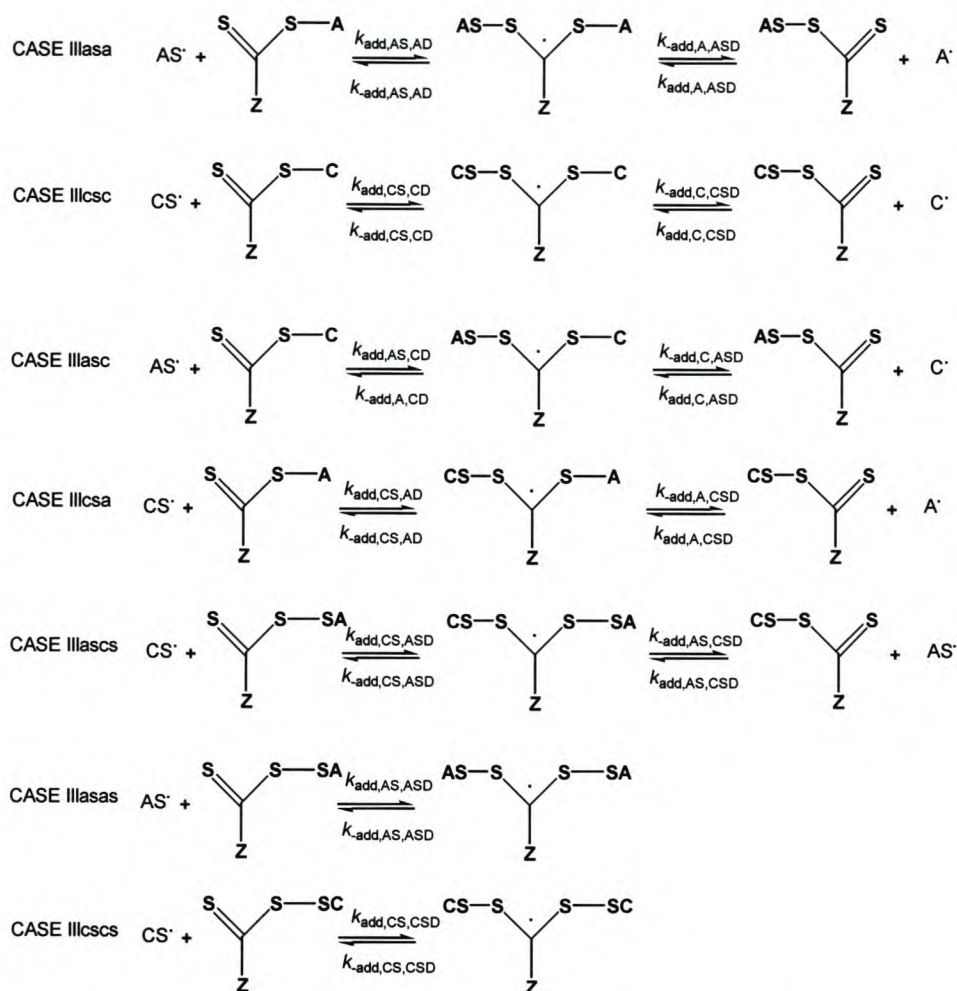 S S—A AS–S S—A AS–S S
CASE IIIasa AS· + k_add,AS,AD k_-add,A,ASD + A·
k_-add,AS,AD k_add,A,ASD
Z Z Z
S S—C CS–S S—C CS–S S
CASE IIIcsc CS· + k_add,CS,CD k_-add,C,CSD + C·
k_-add,CS,CD k_add,C,CSD
Z Z Z
S S—C AS–S S—C AS–S S
CASE IIIasc AS· + k_add,AS,CD k_-add,C,ASD + C·
k_-add,A,CD k_add,C,ASD
Z Z Z
S S—A CS–S S—A CS–S S
CASE IIIcsa CS· + k_add,CS,AD k_-add,A,CSD + A·
k_-add,CS,AD k_add,A,CSD
Z Z Z
S S—SA CS–S S—SA CS–S S
CASE IIIascs CS· + k_add,CS,ASD k_-add,AS,CSD + AS·
k_-add,CS,ASD k_add,AS,CSD
Z Z Z
S S—SA AS–S S—SA
CASE IIIasas AS· + k_add,AS,ASD
k_-add,AS,ASD
Z Z
S S—SC CS–S S—SC
CASE IIIcscs CS· + k_add,CS,CSD
k_-add,CS,CSD
Z Z